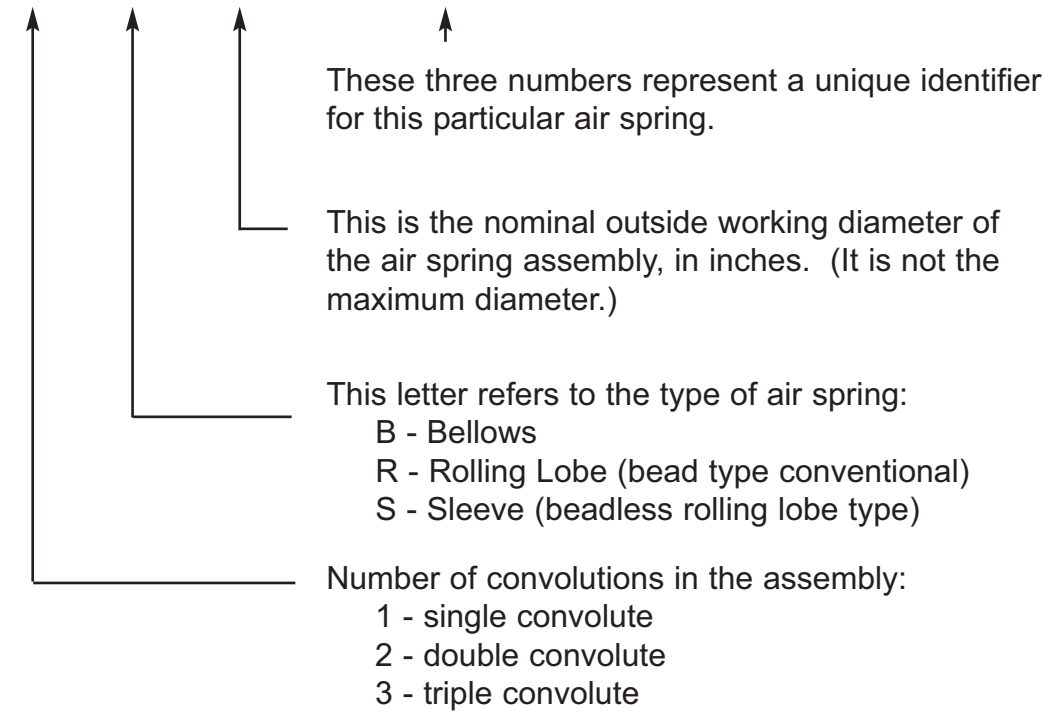 These three numbers represent a unique identifier
for this particular air spring.
This is the nominal outside working diameter of
the air spring assembly, in inches.  (It is not the
maximum diameter.)
This letter refers to the type of air spring:
B - Bellows
R - Rolling Lobe (bead type conventional)
S - Sleeve (beadless rolling lobe type)
Number of convolutions in the assembly:
1 - single convolute
2 - double convolute
3 - triple convolute